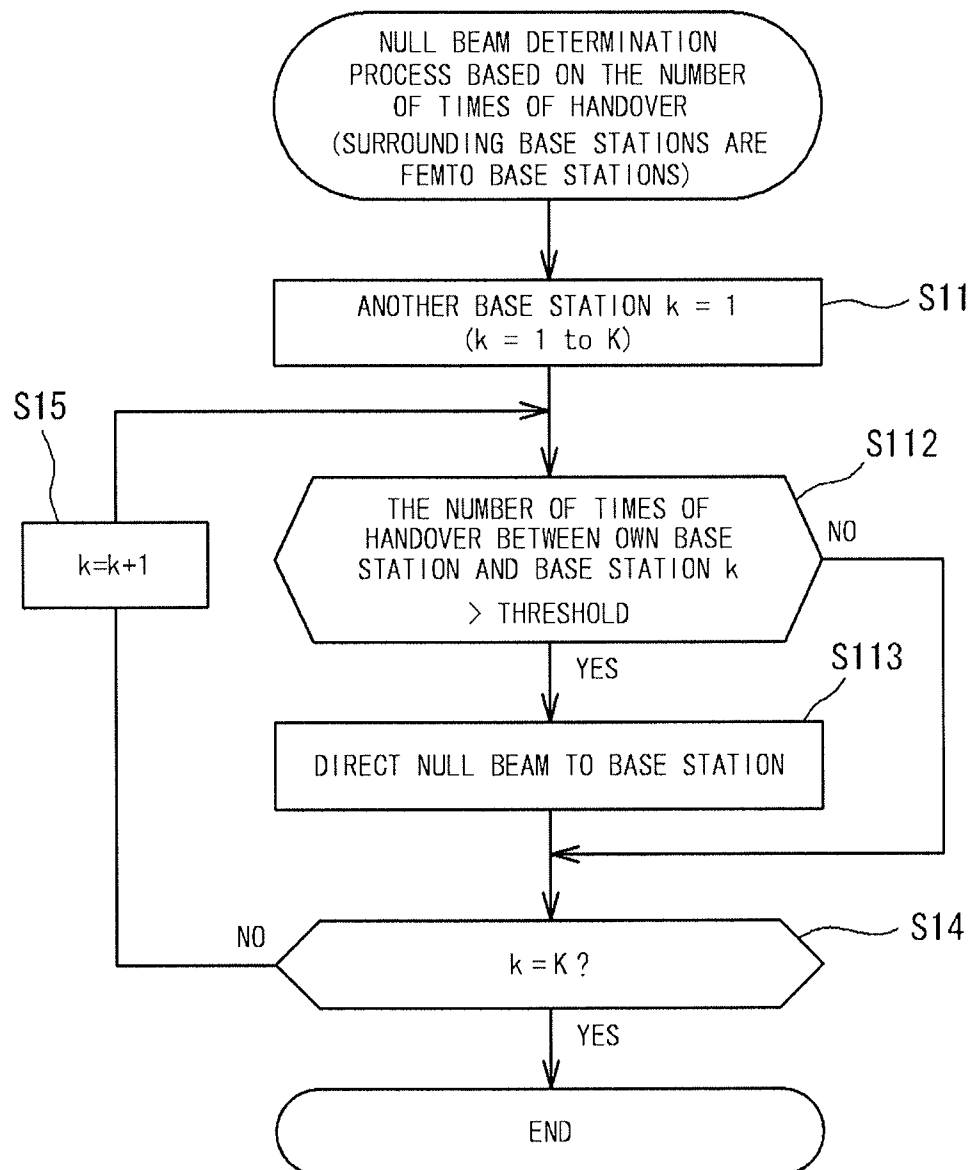 NULL BEAM DETERMINATION
PROCESS BASED ON THE NUMBER
OF TIMES OF HANDOVER
(SURROUNDING BASE STATIONS ARE
FEMTO BASE STATIONS)
S11
ANOTHER BASE STATION k = 1
(k = 1 to K)
S15
k=k+1
S112
THE NUMBER OF TIMES OF
HANDOVER BETWEEN OWN BASE
STATION AND BASE STATION k
> THRESHOLD
NO
YES
S113
DIRECT NULL BEAM TO BASE STATION
NO
S14
k = K ?
YES
END